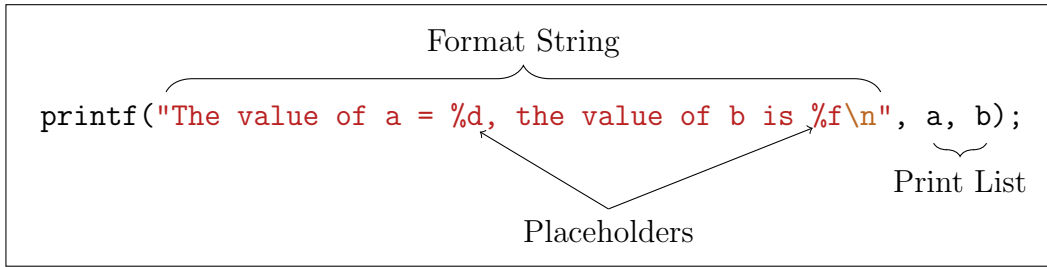 Format String
printf("The value of a = %d, the value of b is %f\n", a, b);
Print List
Placeholders